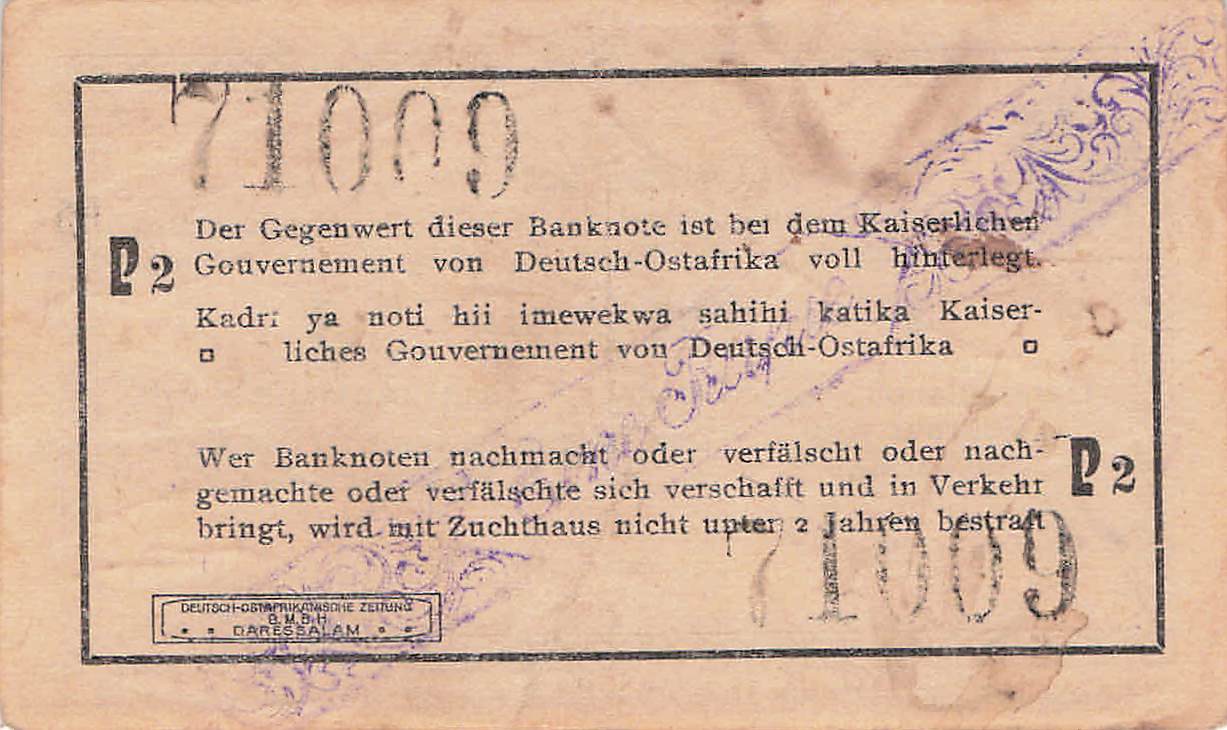 71009
Der Gegenwert dieser Banknote ist bei dem Kaiserlichen
P 2 Gouvernement von Deutsch-Ostafrika voll hinterlegt.
Kadri ya noti hii imewekwa sahihi katika Kaiser-
liches Gouvernement von Deutsch-Ostafrika
Wer Banknoten nachmacht oder verfälscht oder nach-
gemachte oder verfälschte sich verschafft und in Verkehr P 2
bringt, wird mit Zuchthaus nicht unter 2 Jahren bestraft
71009
DEUTSCH-OSTAFRIKANISCHE ZEITUNG
G.M.B.H.
DARESSALAM